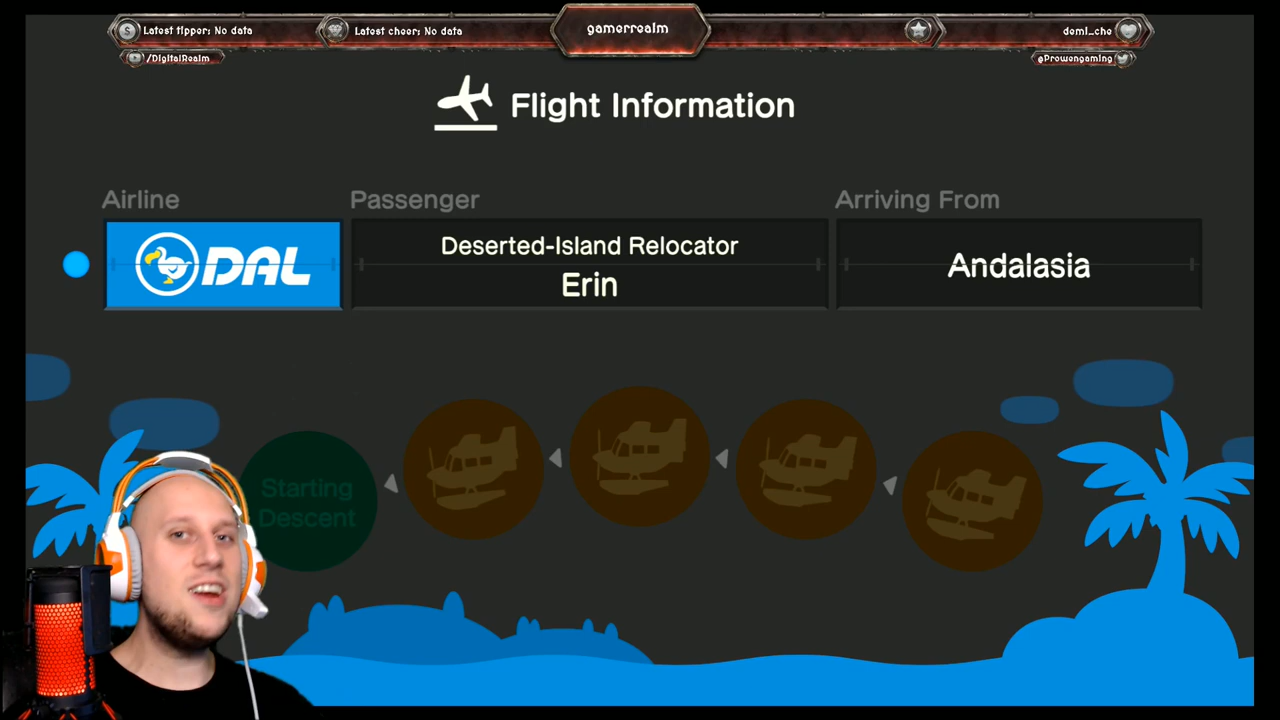 Latest tipper: No data
Latest cheer: No data
gamerrealm
demi_che
/DigitalRealm
@Prowengaming
Flight Information
Airline
Passenger
Arriving From
DAL
Deserted-Island Relocator
Erin
Andalasia
Starting
Descent